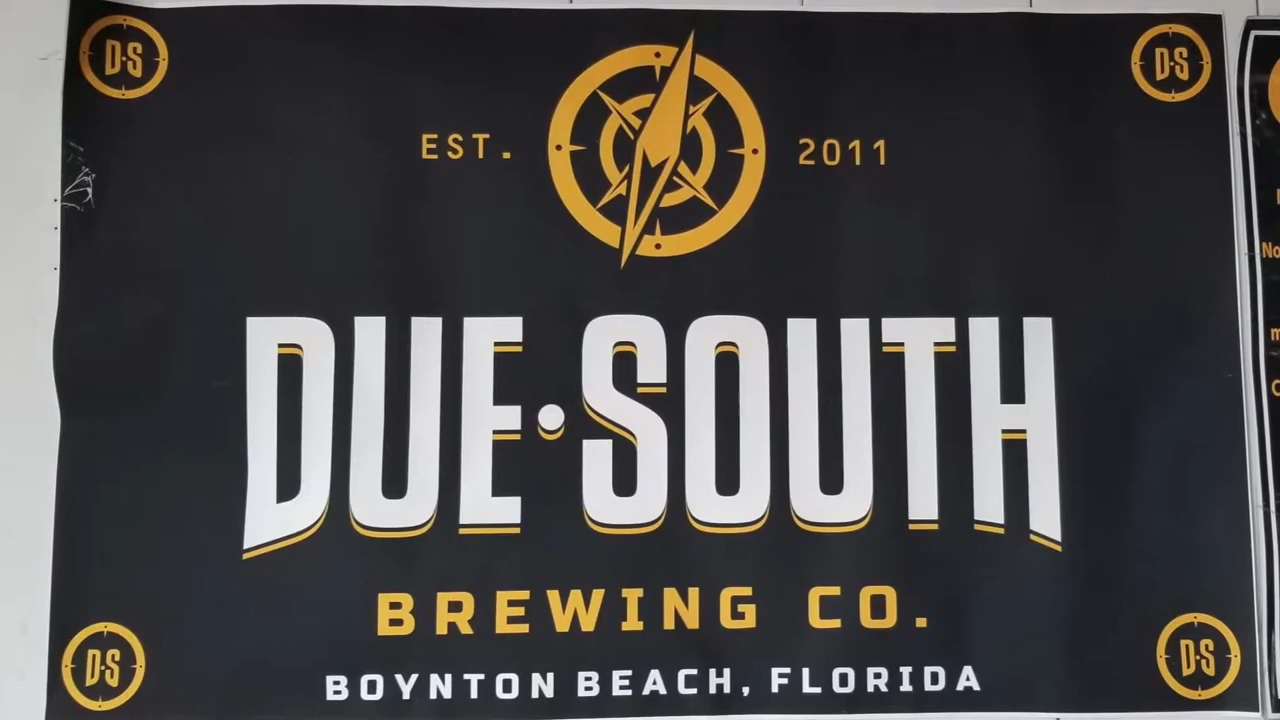 D·S
D·S
EST. 2011
DUE·SOUTH
BREWING CO.
BOYNTON BEACH, FLORIDA
D·S
D·S